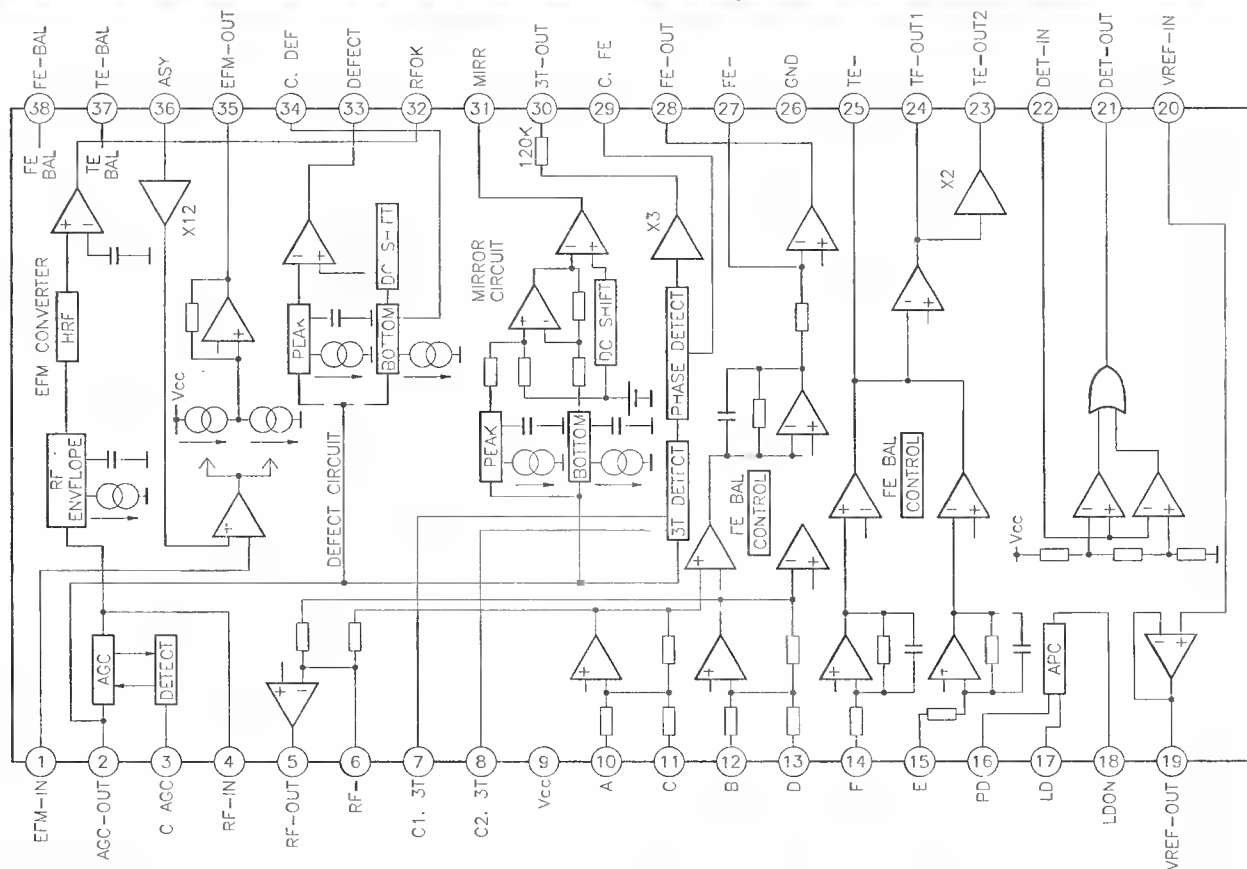 FE-BAL
TE-BAL
ASY
EFM-OUT
C. DEF
DEFECT
RFOK
MIRR
3T-OUT
C. FE
FE-OUT
FE-
GND
TE-
TF-OUT1
TE-OUT2
DET-IN
DET-OUT
VREF-IN
38
37
36
35
34
33
32
31
30
29
28
27
26
25
24
23
22
21
20
FE
BAL
TE
BAL
X12
120K
X3
X2
EFM CONVERTER
HRF
Vcc
RF
ENVELOPE
DEFECT CIRCUIT
PEAK
BOTTOM
DC SHIFT
MIRROR
CIRCUIT
PEAK
BOTTOM
DC SHIFT
PHASE DETECT
3T DETECT
FE BAL
CONTROL
FE BAL
CONTROL
Vcc
AGC
DETECT
APC
1
2
3
4
5
6
7
8
9
10
11
12
13
14
15
16
17
18
19
EFM-IN
AGC-OUT
C AGC
RF-IN
RF-OUT
RF-
C1. 3T
C2. 3T
Vcc
A
C
B
D
F
E
PD
LD
LDON
VREF-OUT